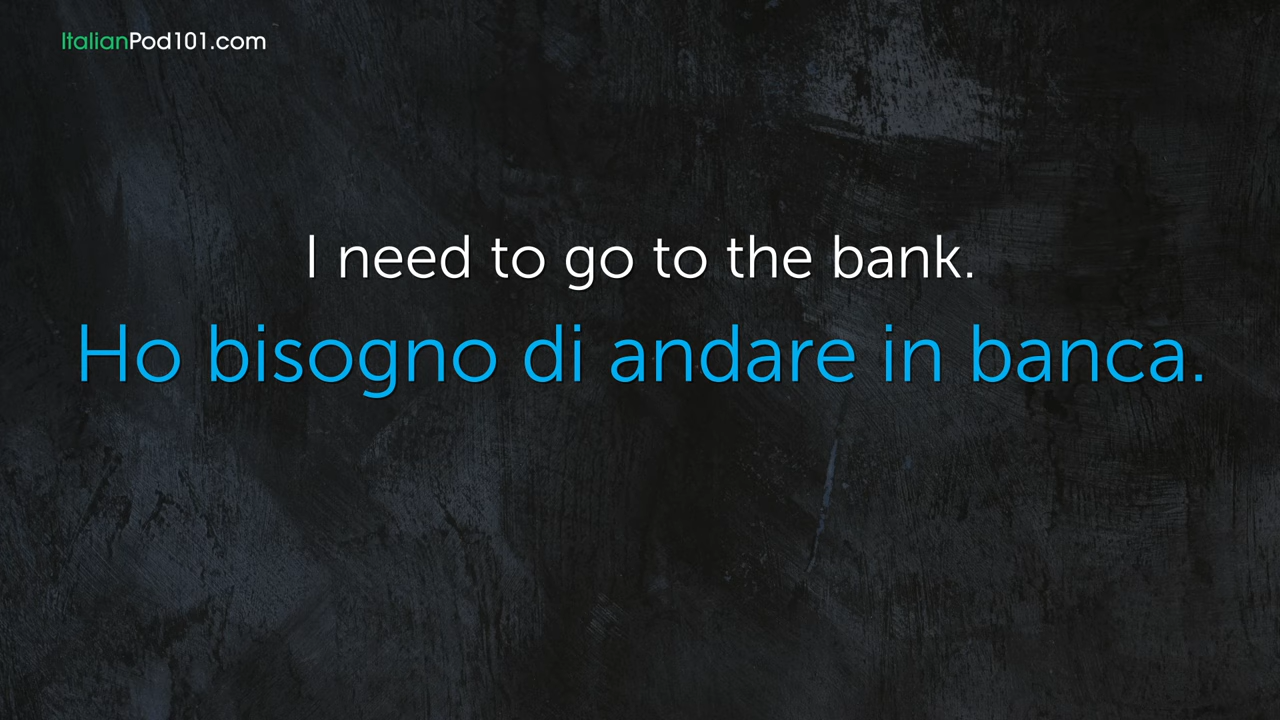 ItalianPod101.com
I need to go to the bank.
Ho bisogno di andare in banca.